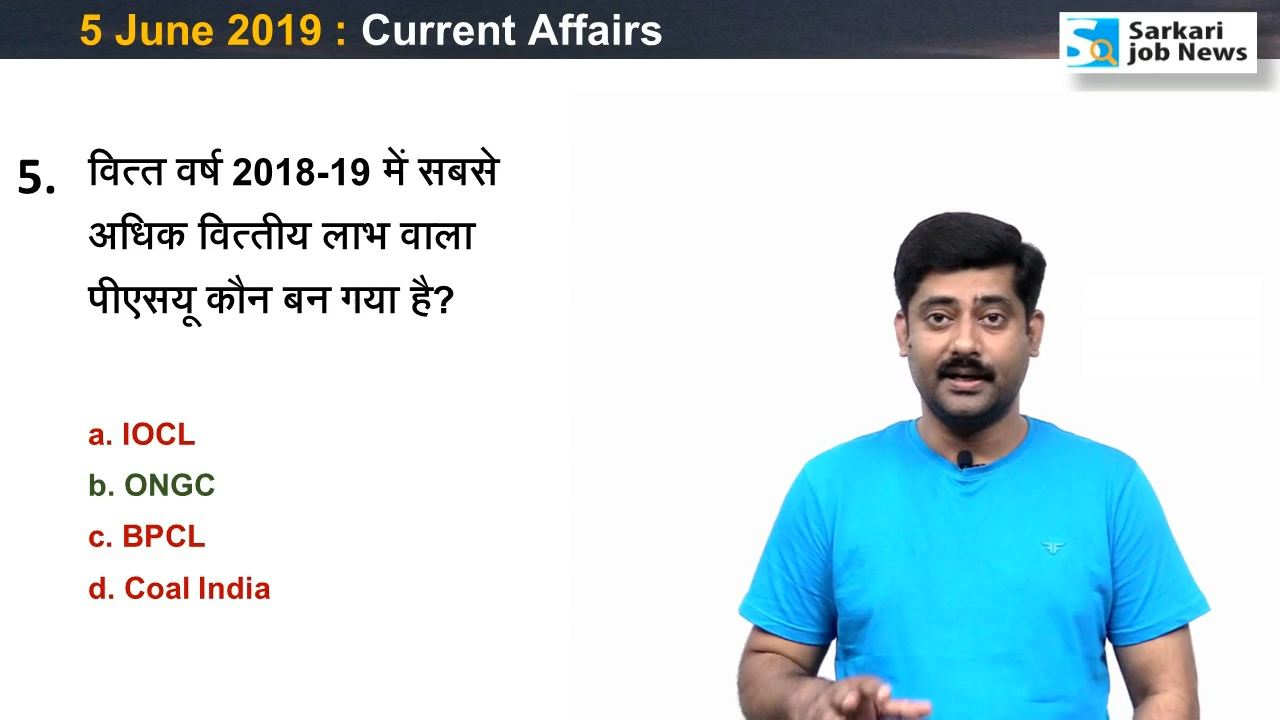 5 June 2019 : Current Affairs
Sarkari
job News
5. वित्त वर्ष 2018-19 में सबसे
अधिक वित्तीय लाभ वाला
पीएसयू कौन बन गया है?
a. IOCL
b. ONGC
c. BPCL
d. Coal India